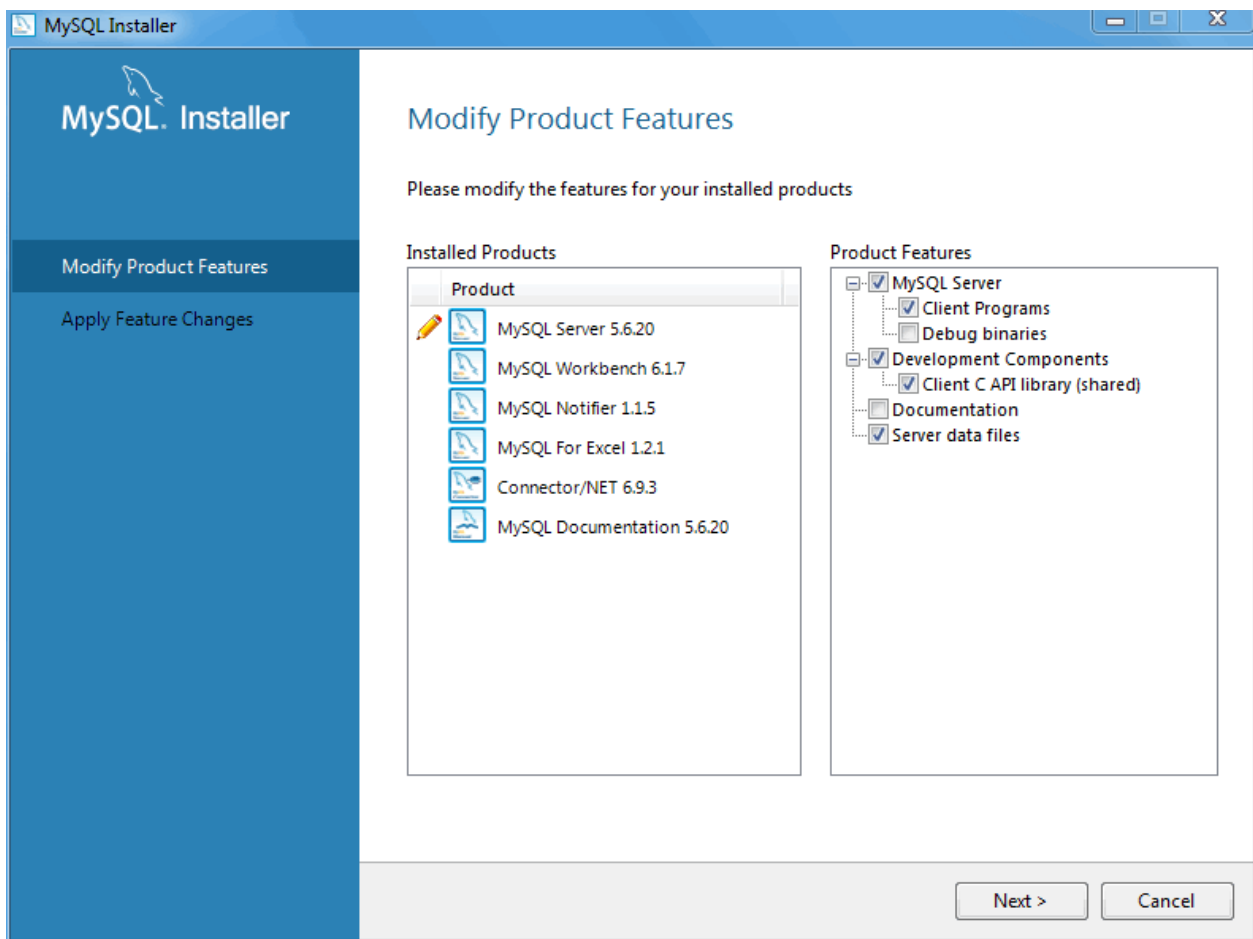 MySQL Installer
MySQL. Installer
Modify Product Features
Apply Feature Changes
Modify Product Features
Please modify the features for your installed products
Installed Products
Product
MySQL Server 5.6.20
MySQL Workbench 6.1.7
MySQL Notifier 1.1.5
MySQL For Excel 1.2.1
Connector/NET 6.9.3
MySQL Documentation 5.6.20
Product Features
MySQL Server
Client Programs
Debug binaries
Development Components
Client C API library (shared)
Documentation
Server data files
Next >
Cancel